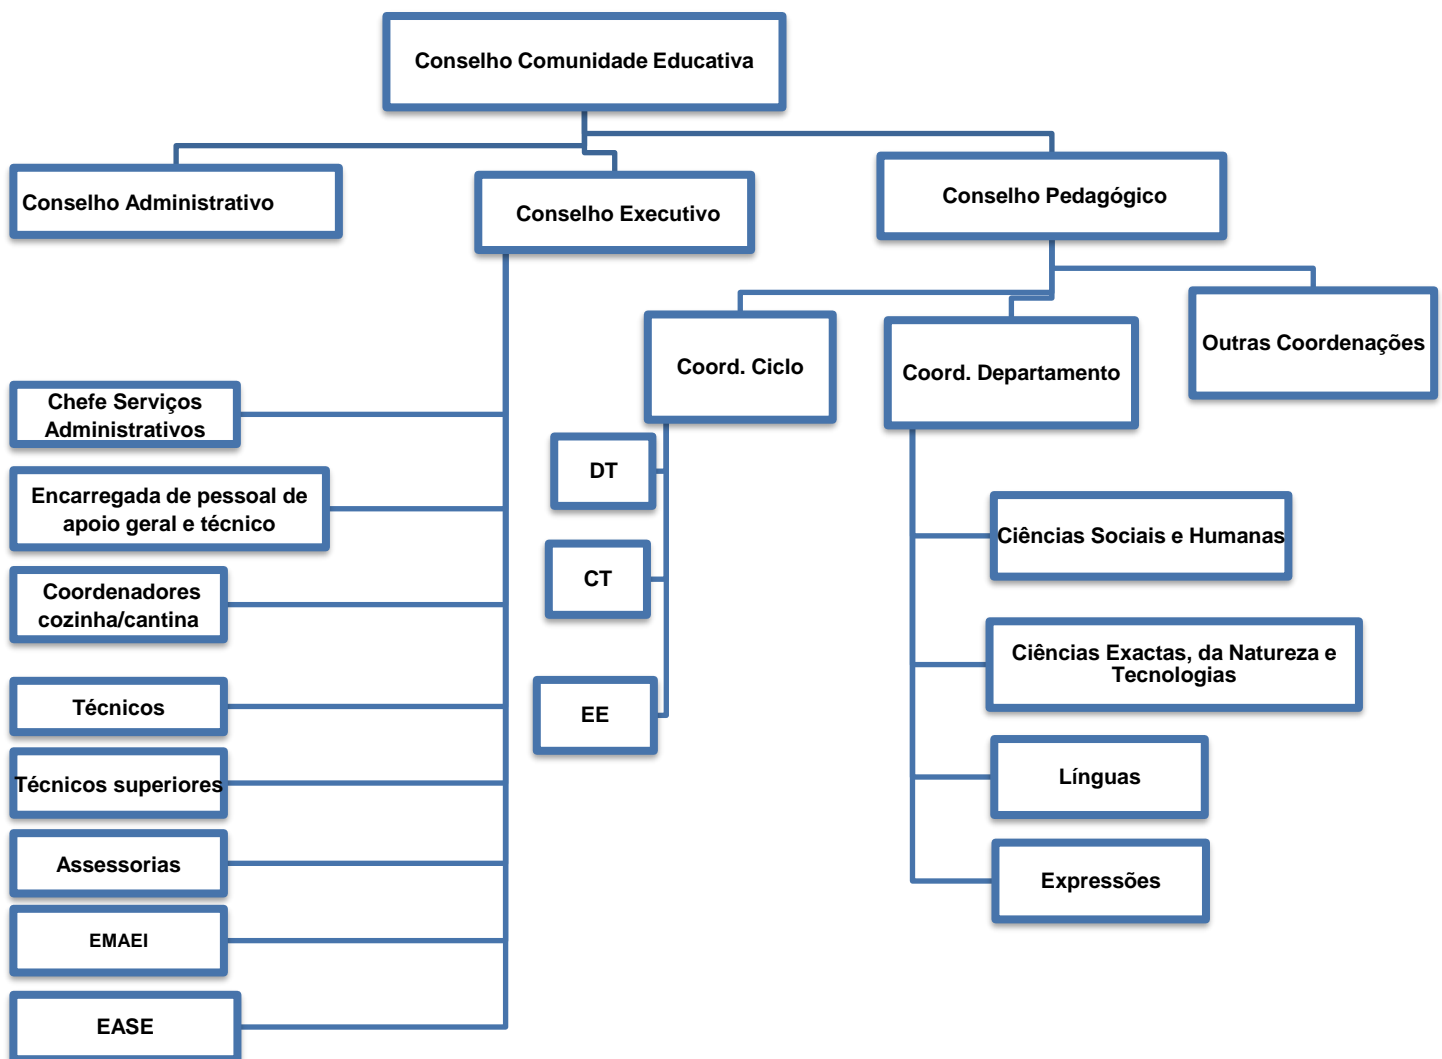 Conselho Comunidade Educativa
Conselho Administrativo
Conselho Executivo
Conselho Pedagógico
Coord. Ciclo
Coord. Departamento
Outras Coordenações
Chefe Serviços
Administrativos
Encarregada de pessoal de
apoio geral e técnico
Coordenadores
cozinha/cantina
Técnicos
Técnicos superiores
Assessorias
EMAEI
EASE
DT
CT
EE
Ciências Sociais e Humanas
Ciências Exactas, da Natureza e
Tecnologias
Línguas
Expressões